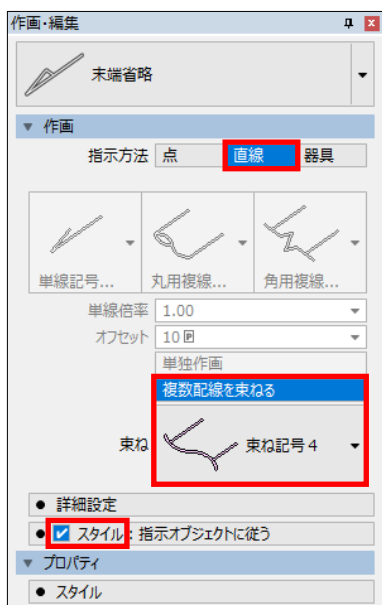 作画・編集
末端省略
▼ 作画
指示方法 点 直線 器具
単線記号... 丸用複線... 角用複線...
単線倍率 1.00
オフセット 10 P
単独作画
複数配線を束ねる
束ね 束ね記号4
● 詳細設定
● スタイル：指示オブジェクトに従う
▼ プロパティ
● スタイル